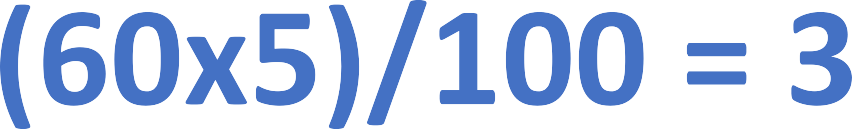 (60x5)/100 = 3